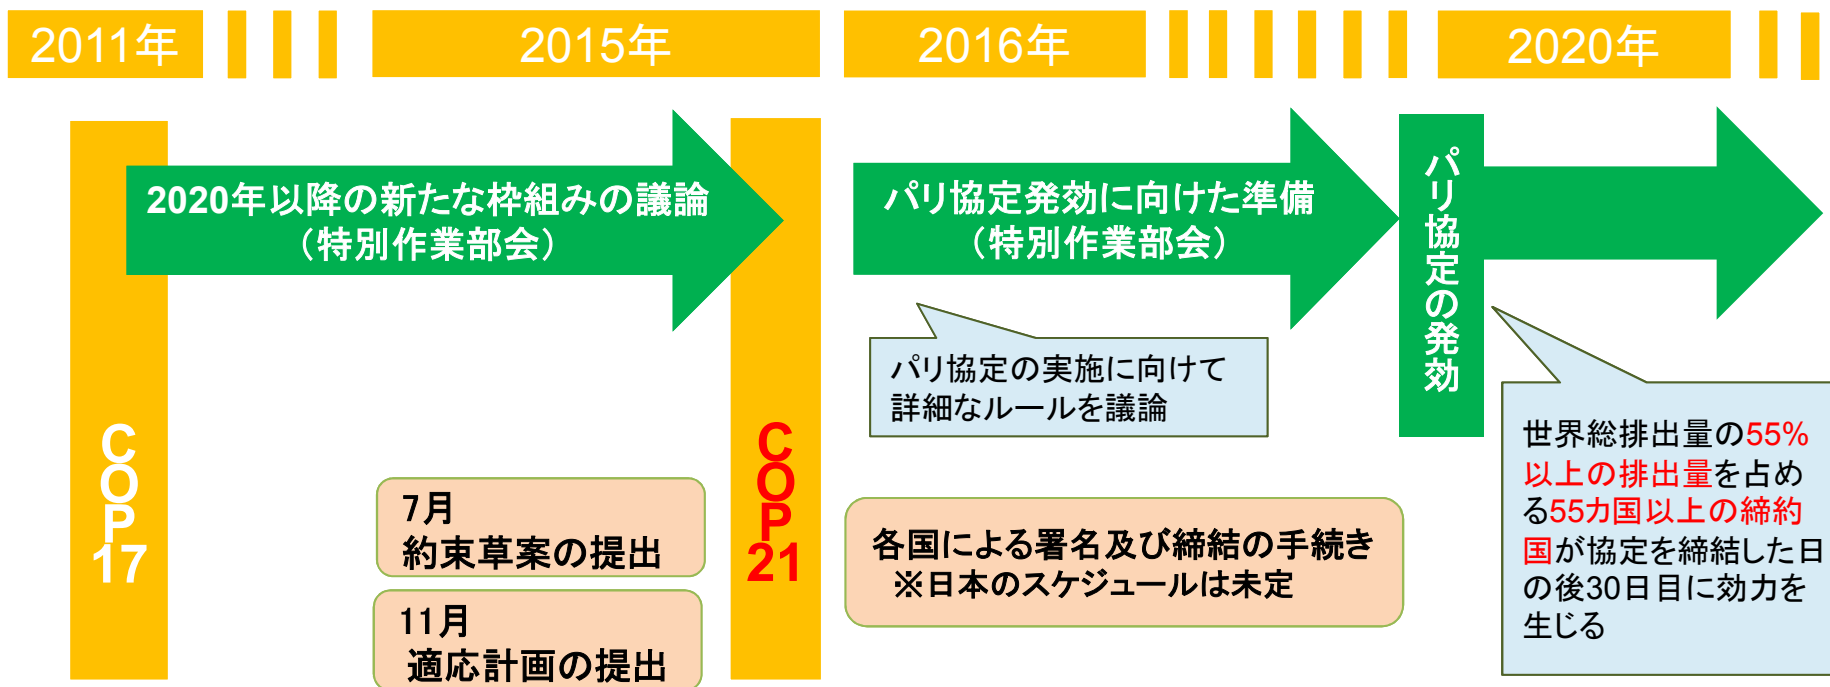 2011年
2015年
2016年
2020年
COP17
2020年以降の新たな枠組みの議論
（特別作業部会）
COP21
パリ協定発効に向けた準備
（特別作業部会）
パリ協定の発効
パリ協定の実施に向けて
詳細なルールを議論
世界総排出量の55%
以上の排出量を占め
る55カ国以上の締約
国が協定を締結した日
の後30日目に効力を
生じる
7月
約束草案の提出
11月
適応計画の提出
各国による署名及び締結の手続き
※日本のスケジュールは未定